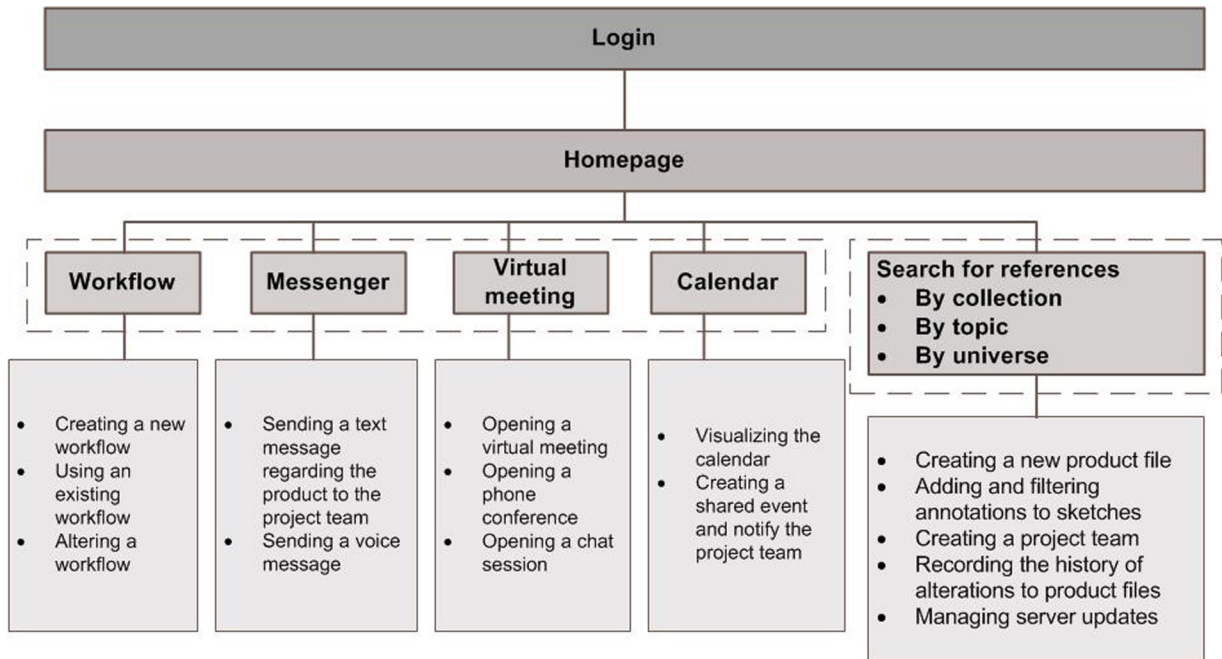 Login
Homepage
Workflow
Messenger
Virtual
meeting
Calendar
Search for references
• By collection
• By topic
• By universe
• Creating a new
workflow
• Using an
existing
workflow
• Altering a
workflow
• Sending a text
message
regarding the
product to the
project team
• Sending a voice
message
• Opening a
virtual meeting
• Opening a
phone
conference
• Opening a chat
session
• Visualizing the
calendar
• Creating a
shared event
and notify the
project team
• Creating a new product file
• Adding and filtering
annotations to sketches
• Creating a project team
• Recording the history of
alterations to product files
• Managing server updates